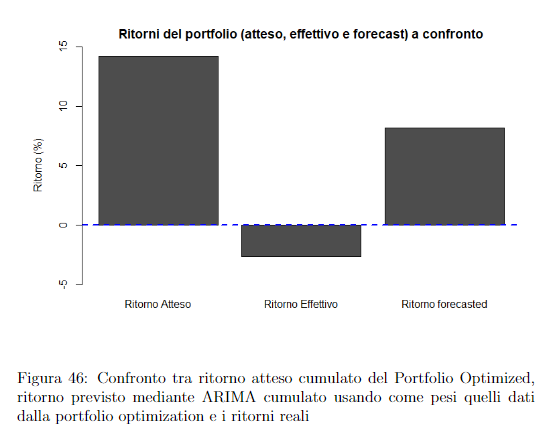 Ritorni del portfolio (atteso, effettivo e forecast) a confronto
15
10
5
0
-5
Ritorno (%)
Ritorno Atteso
Ritorno Effettivo
Ritorno forecasted
Figura 46: Confronto tra ritorno atteso cumulato del Portfolio Optimized,
ritorno previsto mediante ARIMA cumulato usando come pesi quelli dati
dalla portfolio optimization e i ritorni reali